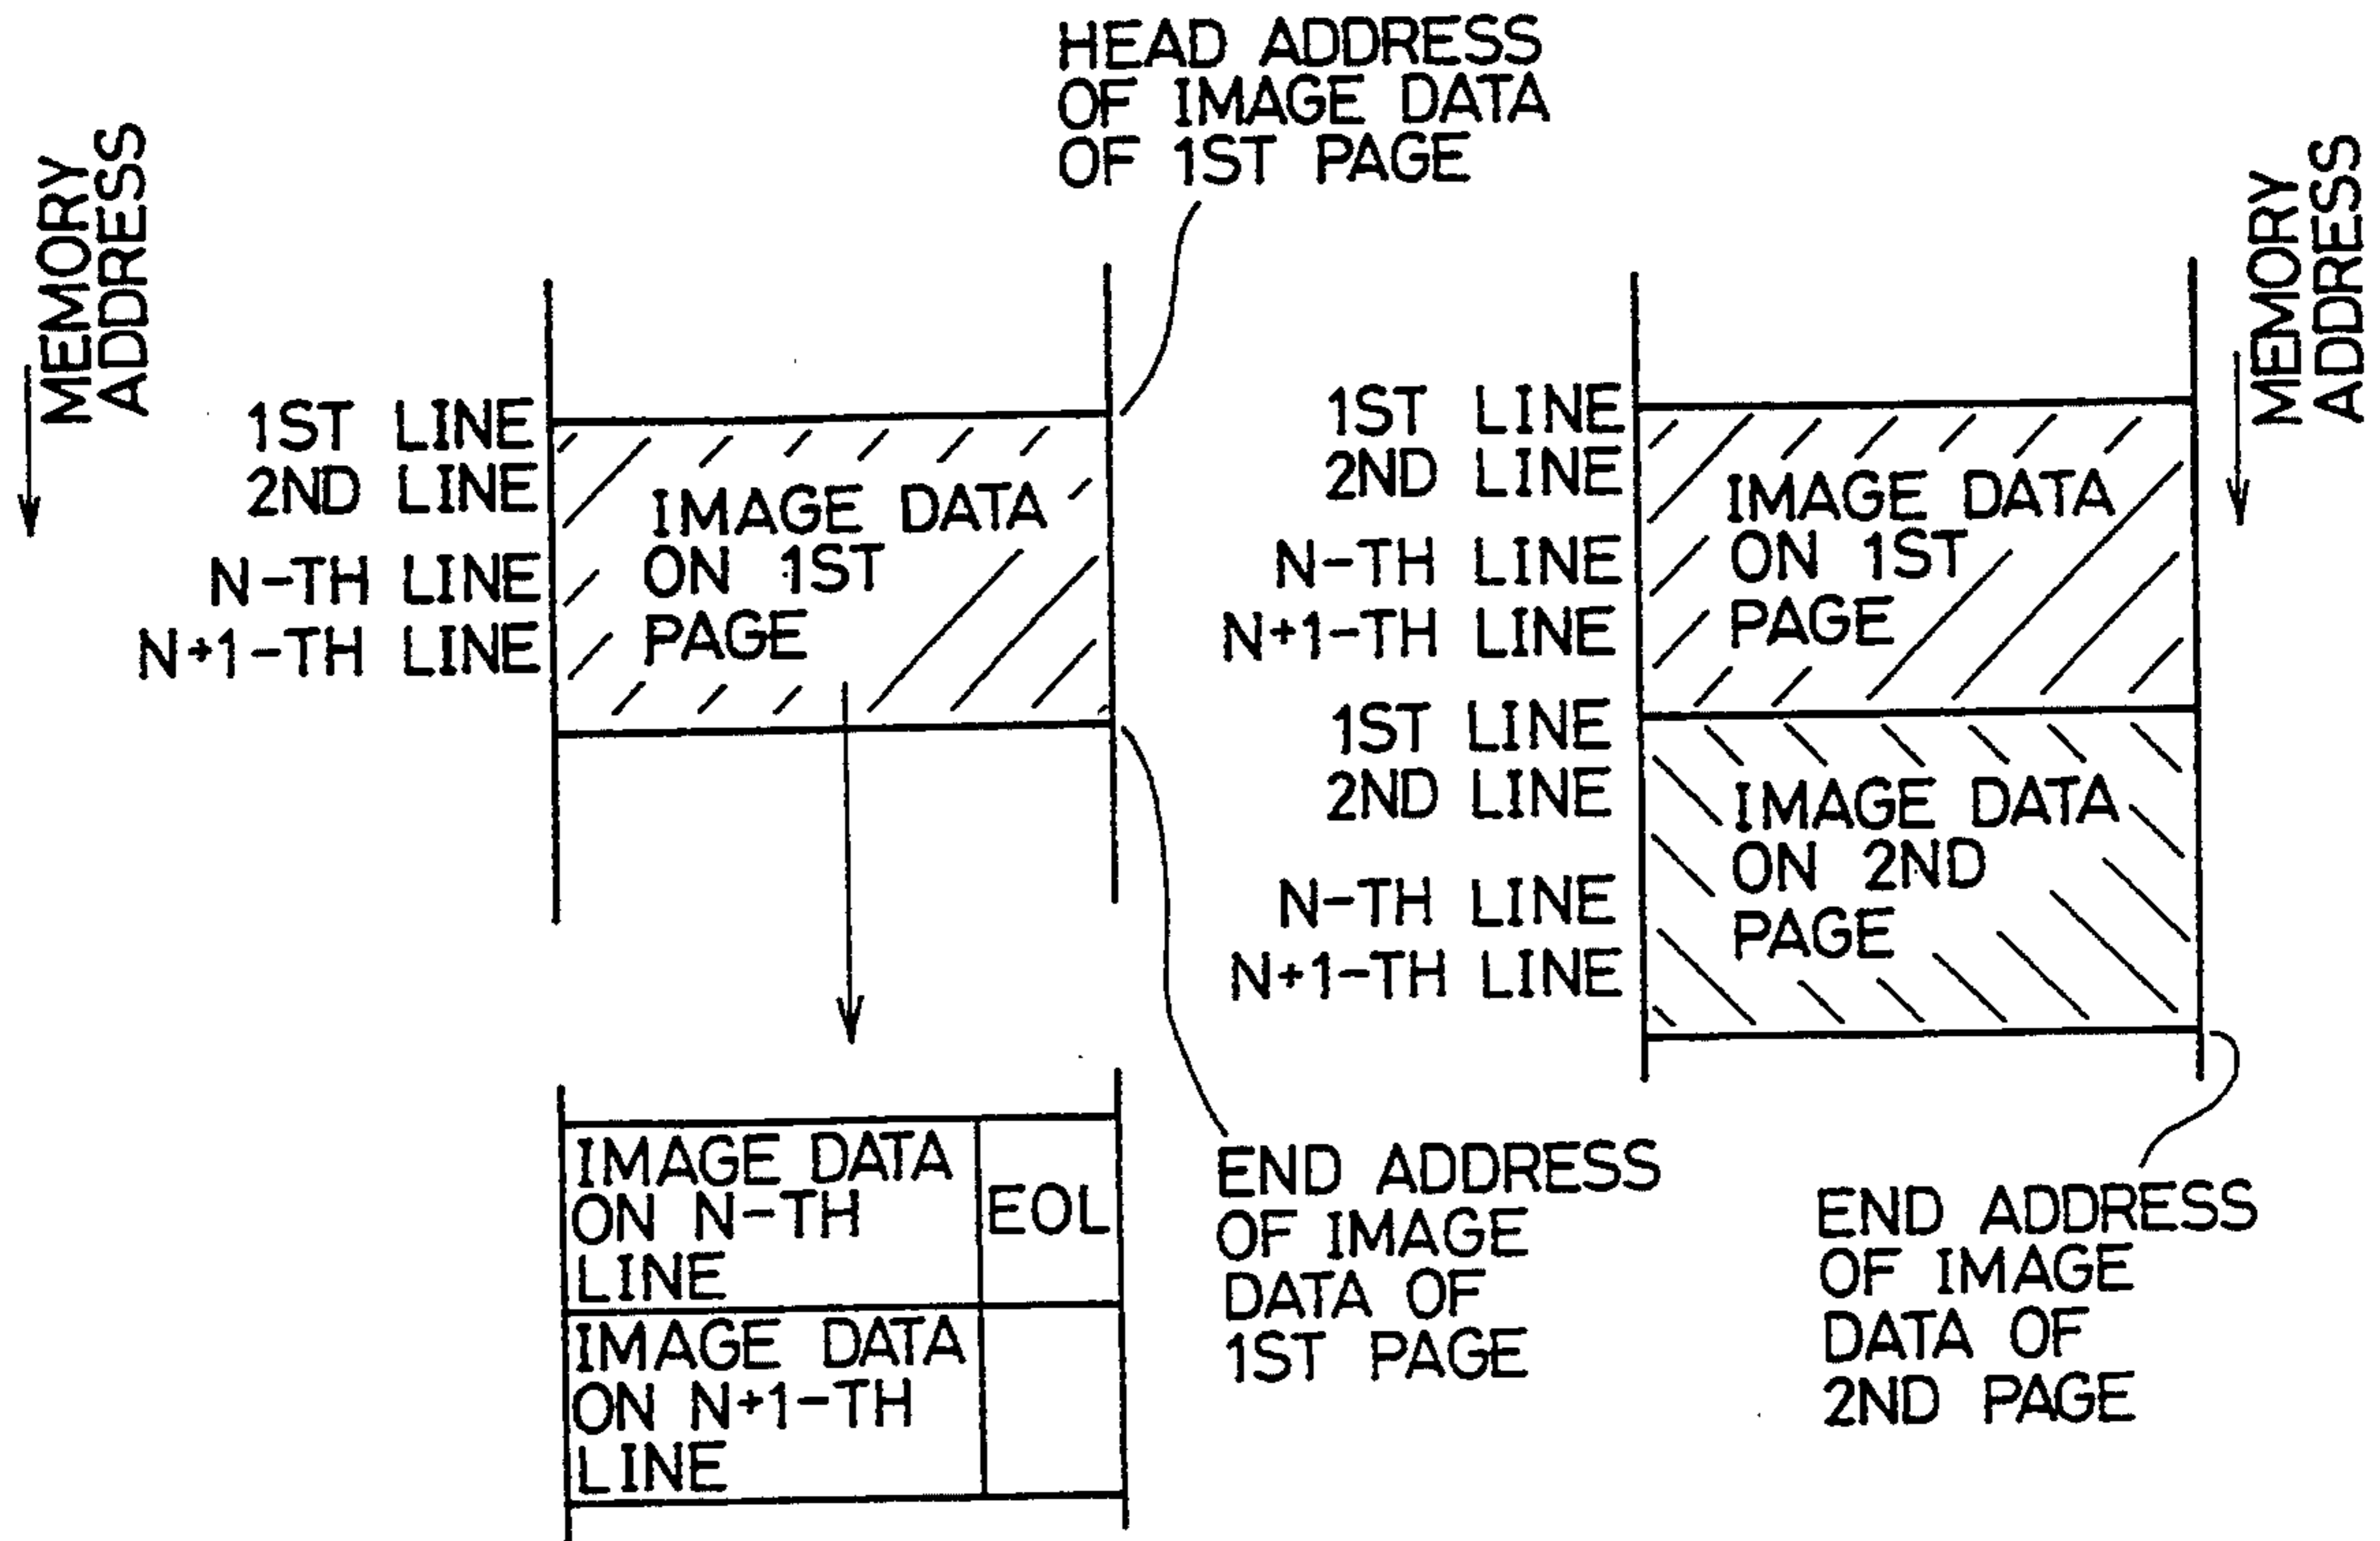 HEAD ADDRESS
OF IMAGE DATA
OF 1ST PAGE
MEMORY
ADDRESS
1ST LINE
2ND LINE
N-TH LINE
N+1-TH LINE
IMAGE DATA
ON 1ST
PAGE
IMAGE DATA
ON N-TH
LINE
EOL
IMAGE DATA
ON N+1-TH
LINE
END ADDRESS
OF IMAGE
DATA OF
1ST PAGE
MEMORY
ADDRESS
1ST LINE
2ND LINE
N-TH LINE
N+1-TH LINE
IMAGE DATA
ON 1ST
PAGE
1ST LINE
2ND LINE
N-TH LINE
N+1-TH LINE
IMAGE DATA
ON 2ND
PAGE
END ADDRESS
OF IMAGE
DATA OF
2ND PAGE